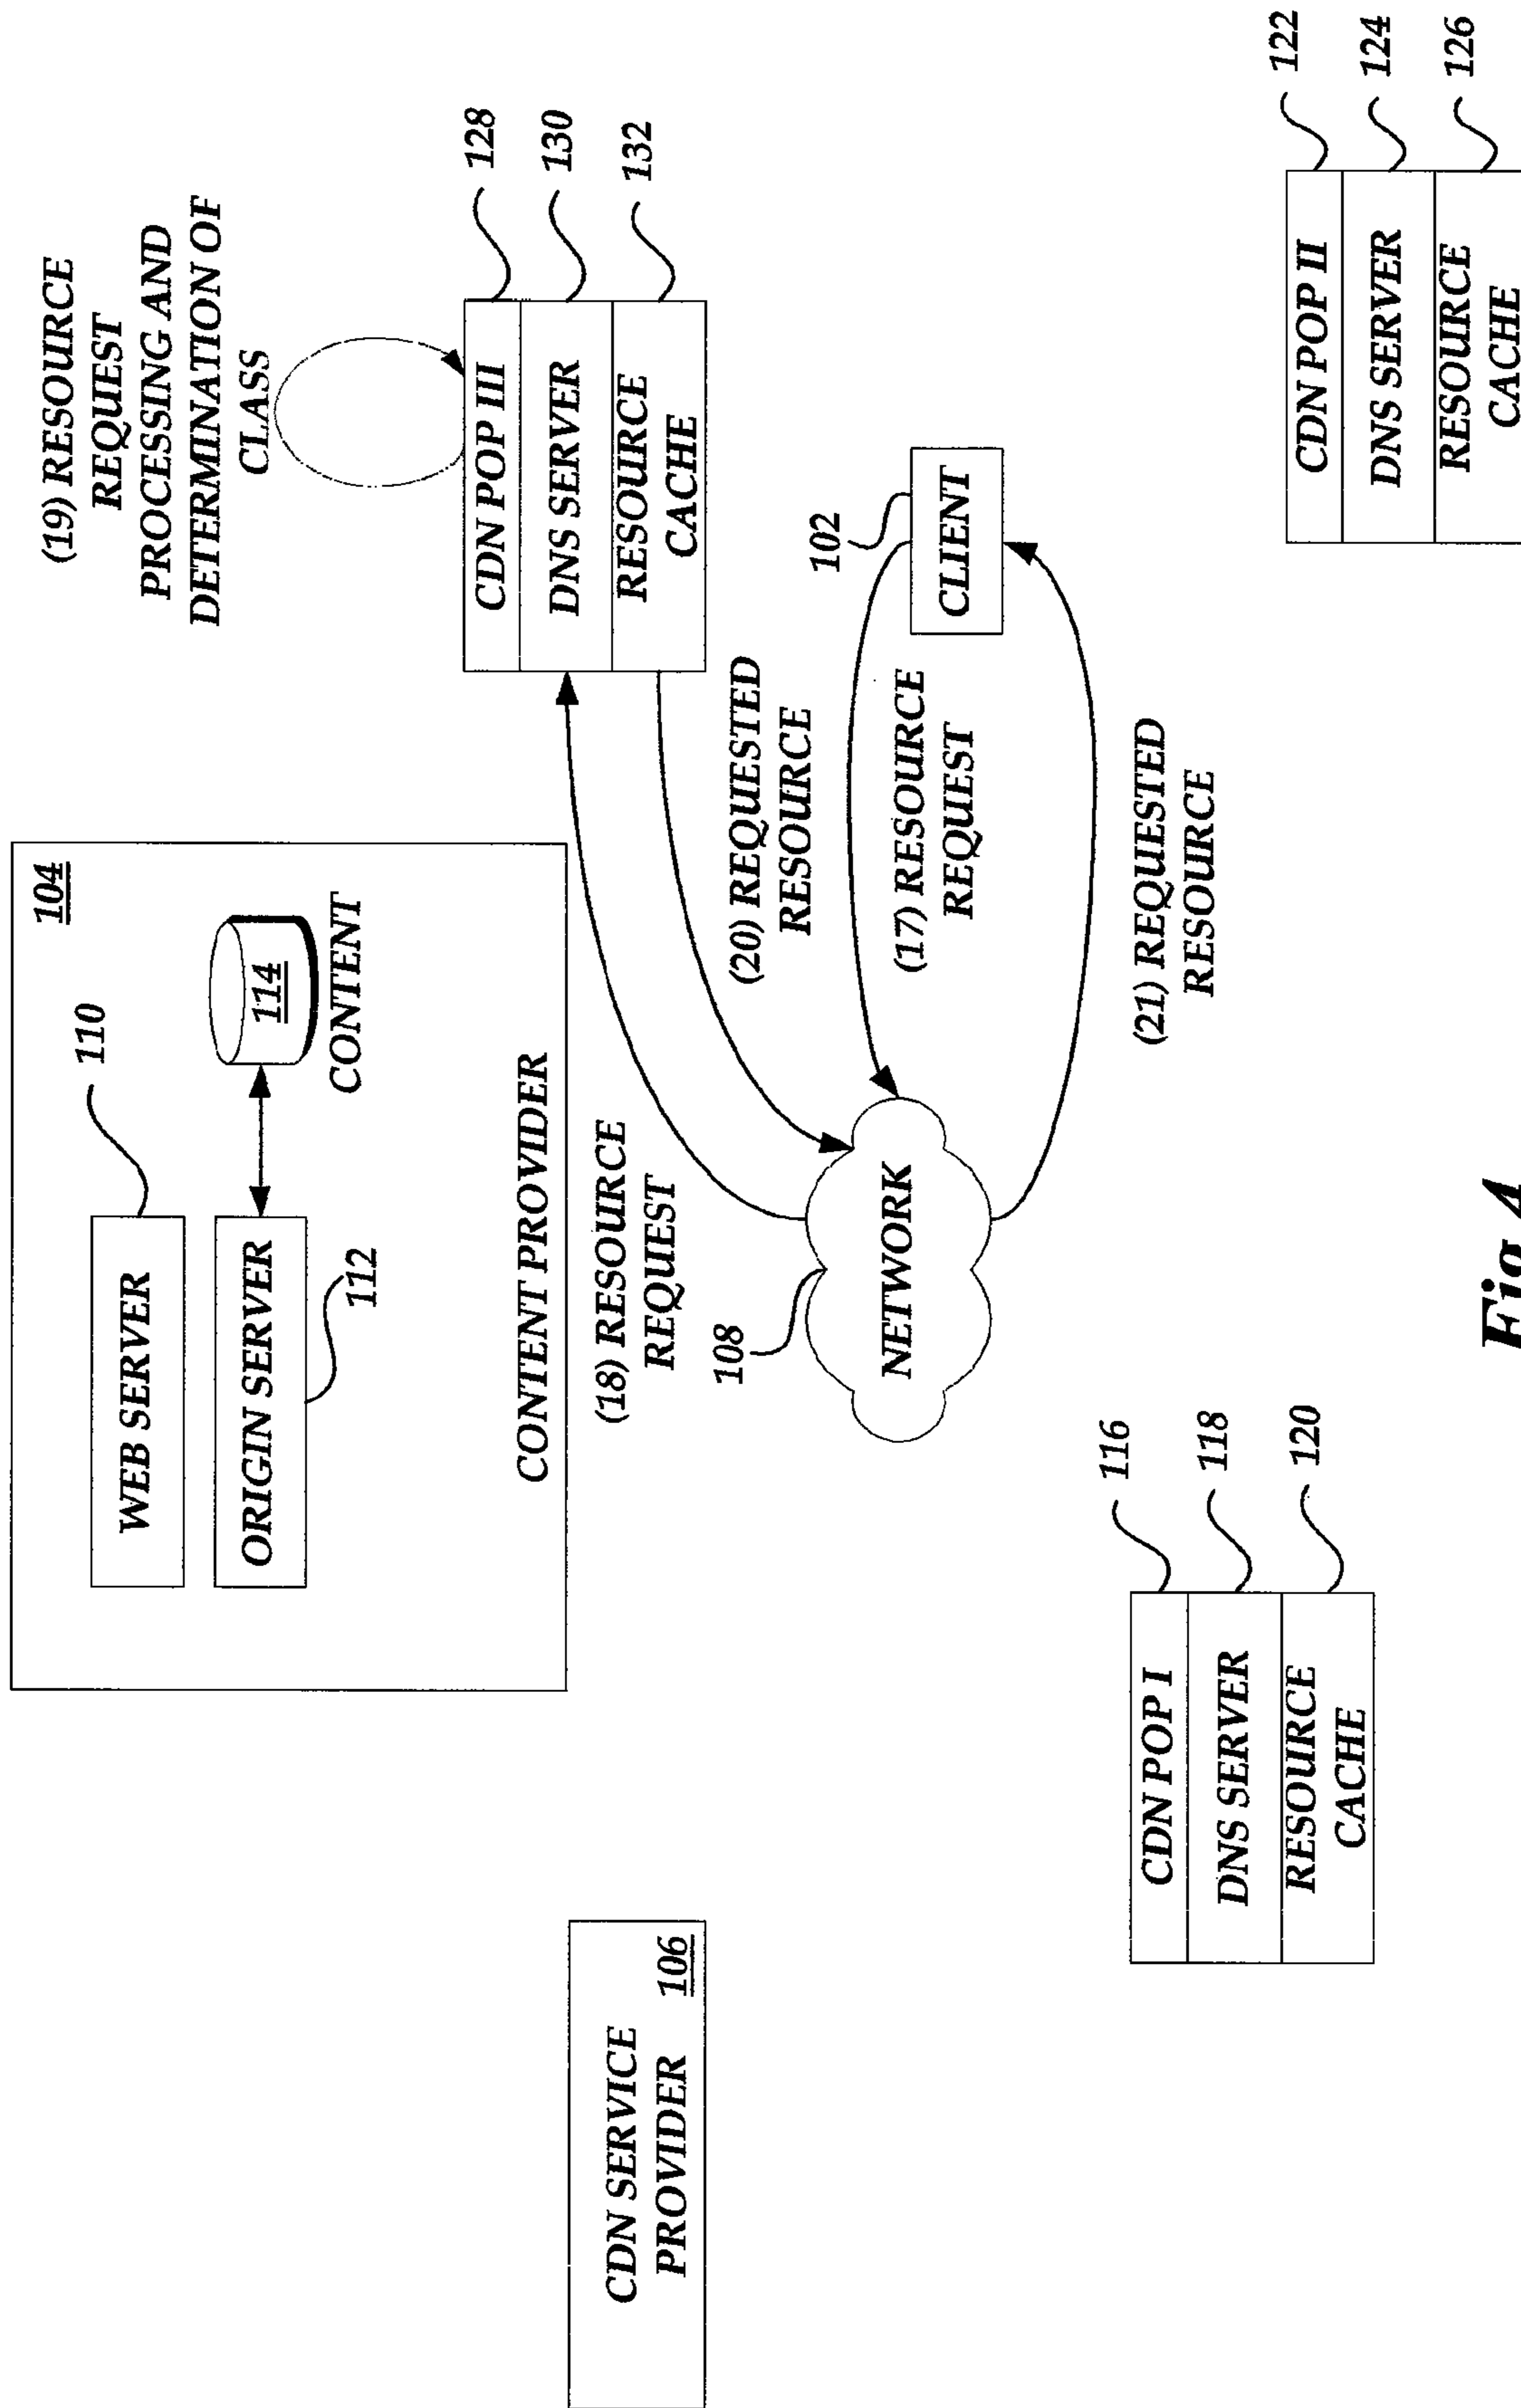 104
WEB SERVER
110
ORIGIN SERVER
112
114
CONTENT
CONTENT PROVIDER
(19) RESOURCE
REQUEST
PROCESSING AND
DETERMINATION OF
CLASS
CDN POP III
128
DNS SERVER
130
RESOURCE
CACHE
132
CDN SERVICE
PROVIDER
106
(18) RESOURCE
REQUEST
108
NETWORK
(20) REQUESTED
RESOURCE
(17) RESOURCE
REQUEST
102
CLIENT
(21) REQUESTED
RESOURCE
CDN POP I
116
DNS SERVER
118
RESOURCE
CACHE
120
CDN POP II
122
DNS SERVER
124
RESOURCE
CACHE
126
Fig.4.